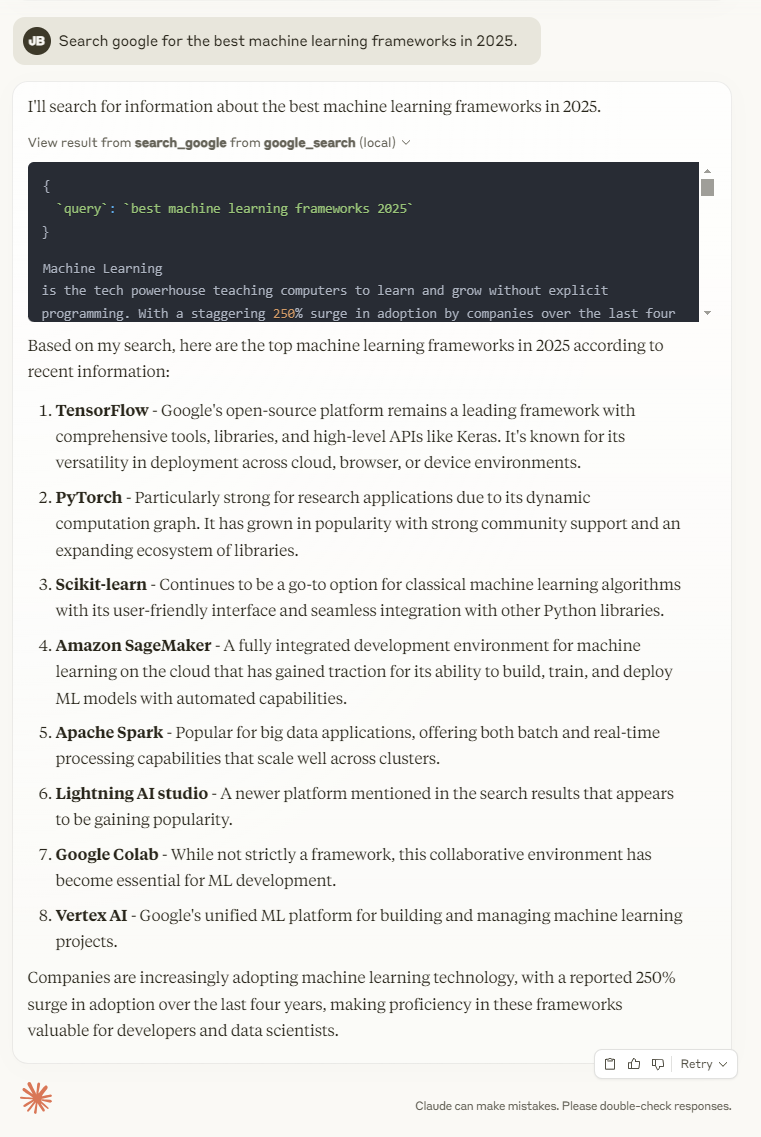 JB Search google for the best machine learning frameworks in 2025.
I'll search for information about the best machine learning frameworks in 2025.
View result from search_google from google_search (local)
{
`query`: `best machine learning frameworks 2025`
}
Machine Learning
is the tech powerhouse teaching computers to learn and grow without explicit
programming. With a staggering 250% surge in adoption by companies over the last four
Based on my search, here are the top machine learning frameworks in 2025 according to
recent information:
1. TensorFlow - Google's open-source platform remains a leading framework with
comprehensive tools, libraries, and high-level APIs like Keras. It's known for its
versatility in deployment across cloud, browser, or device environments.
2. PyTorch - Particularly strong for research applications due to its dynamic
computation graph. It has grown in popularity with strong community support and an
expanding ecosystem of libraries.
3. Scikit-learn - Continues to be a go-to option for classical machine learning algorithms
with its user-friendly interface and seamless integration with other Python libraries.
4. Amazon SageMaker - A fully integrated development environment for machine
learning on the cloud that has gained traction for its ability to build, train, and deploy
ML models with automated capabilities.
5. Apache Spark - Popular for big data applications, offering both batch and real-time
processing capabilities that scale well across clusters.
6. Lightning AI studio - A newer platform mentioned in the search results that appears
to be gaining popularity.
7. Google Colab - While not strictly a framework, this collaborative environment has
become essential for ML development.
8. Vertex AI - Google's unified ML platform for building and managing machine learning
projects.
Companies are increasingly adopting machine learning technology, with a reported 250%
surge in adoption over the last four years, making proficiency in these frameworks
valuable for developers and data scientists.
Retry
Claude can make mistakes. Please double-check responses.